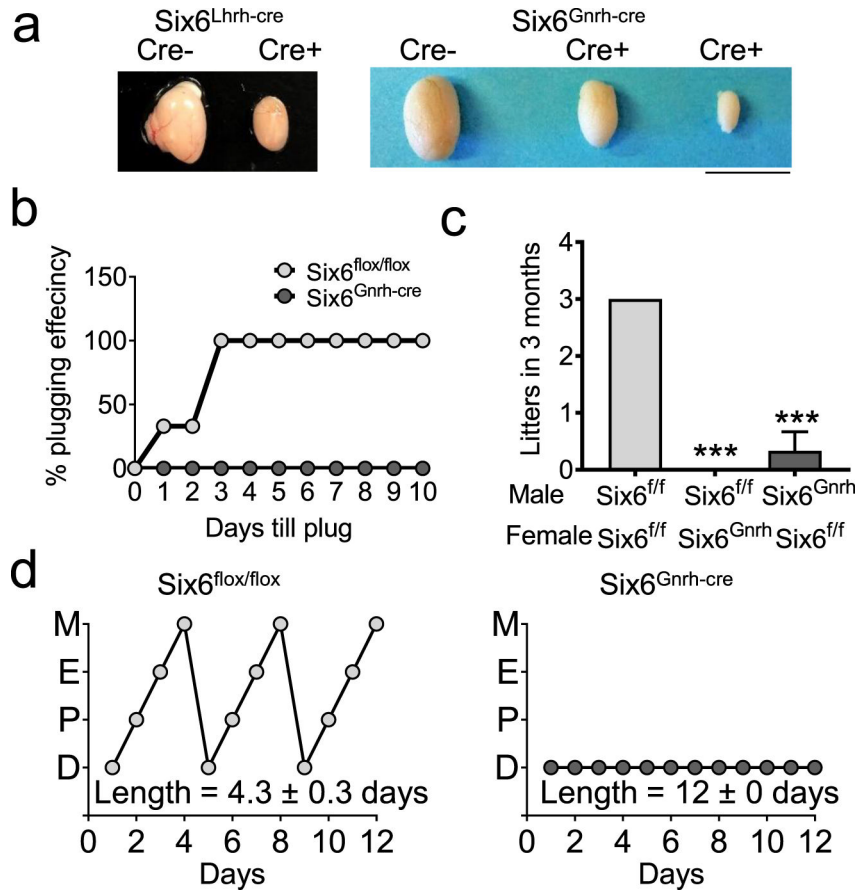 a
Six6Lhrh-cre
Cre- Cre+
Six6Gnrh-cre
Cre- Cre+ Cre+
b
% plugging effecincy
150
100
50
0
0 1 2 3 4 5 6 7 8 9 10
Days till plug
Six6flox/flox
Six6Gnrh-cre
c
Litters in 3 months
4
3
2
1
0
***
***
Male Six6f/f Six6f/f Six6Gnrh
Female Six6f/f Six6Gnrh Six6f/f
d
Six6flox/flox
M
E
P
D
Length = 4.3 ± 0.3 days
0 2 4 6 8 10 12
Days
Six6Gnrh-cre
M
E
P
D
Length = 12 ± 0 days
0 2 4 6 8 10 12
Days